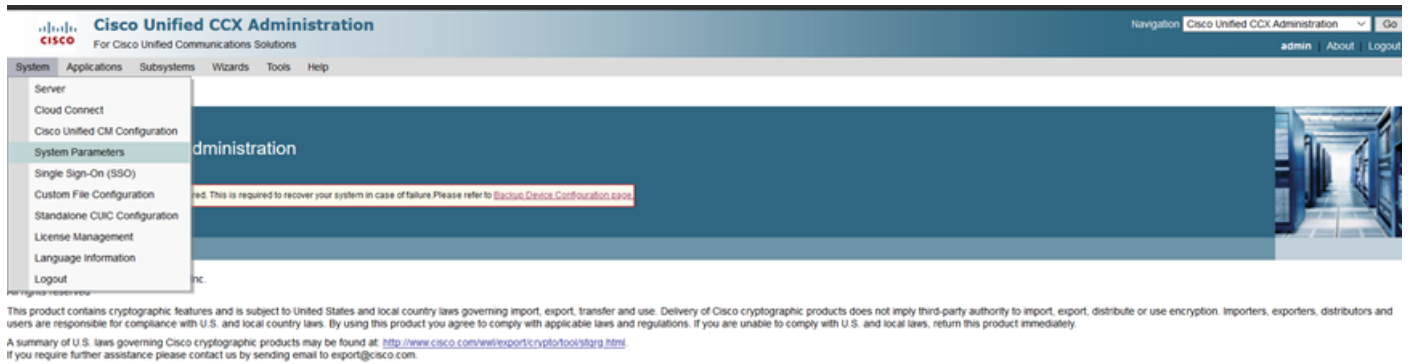 CISCO
Cisco Unified CCX Administration
For Cisco Unified Communications Solutions
Navigation Cisco Unified CCX Administration Go
admin | About | Logout
System Applications Subsystems Wizards Tools Help
Server
Cloud Connect
Cisco Unified CM Configuration
System Parameters
Single Sign-On (SSO)
Custom File Configuration
Standalone CUIC Configuration
License Management
Language Information
Logout
dministration
red. This is required to recover your system in case of failure.Please refer to Backup Device Configuration page.
Inc.
All rights reserved
This product contains cryptographic features and is subject to United States and local country laws governing import, export, transfer and use. Delivery of Cisco cryptographic products does not imply third-party authority to import, export, distribute or use encryption. Importers, exporters, distributors and
users are responsible for compliance with U.S. and local country laws. By using this product you agree to comply with applicable laws and regulations. If you are unable to comply with U.S. and local laws, return this product immediately.
A summary of U.S. laws governing Cisco cryptographic products may be found at: http://www.cisco.com/wwl/export/crypto/tool/stqrg.html.
If you require further assistance please contact us by sending email to export@cisco.com.